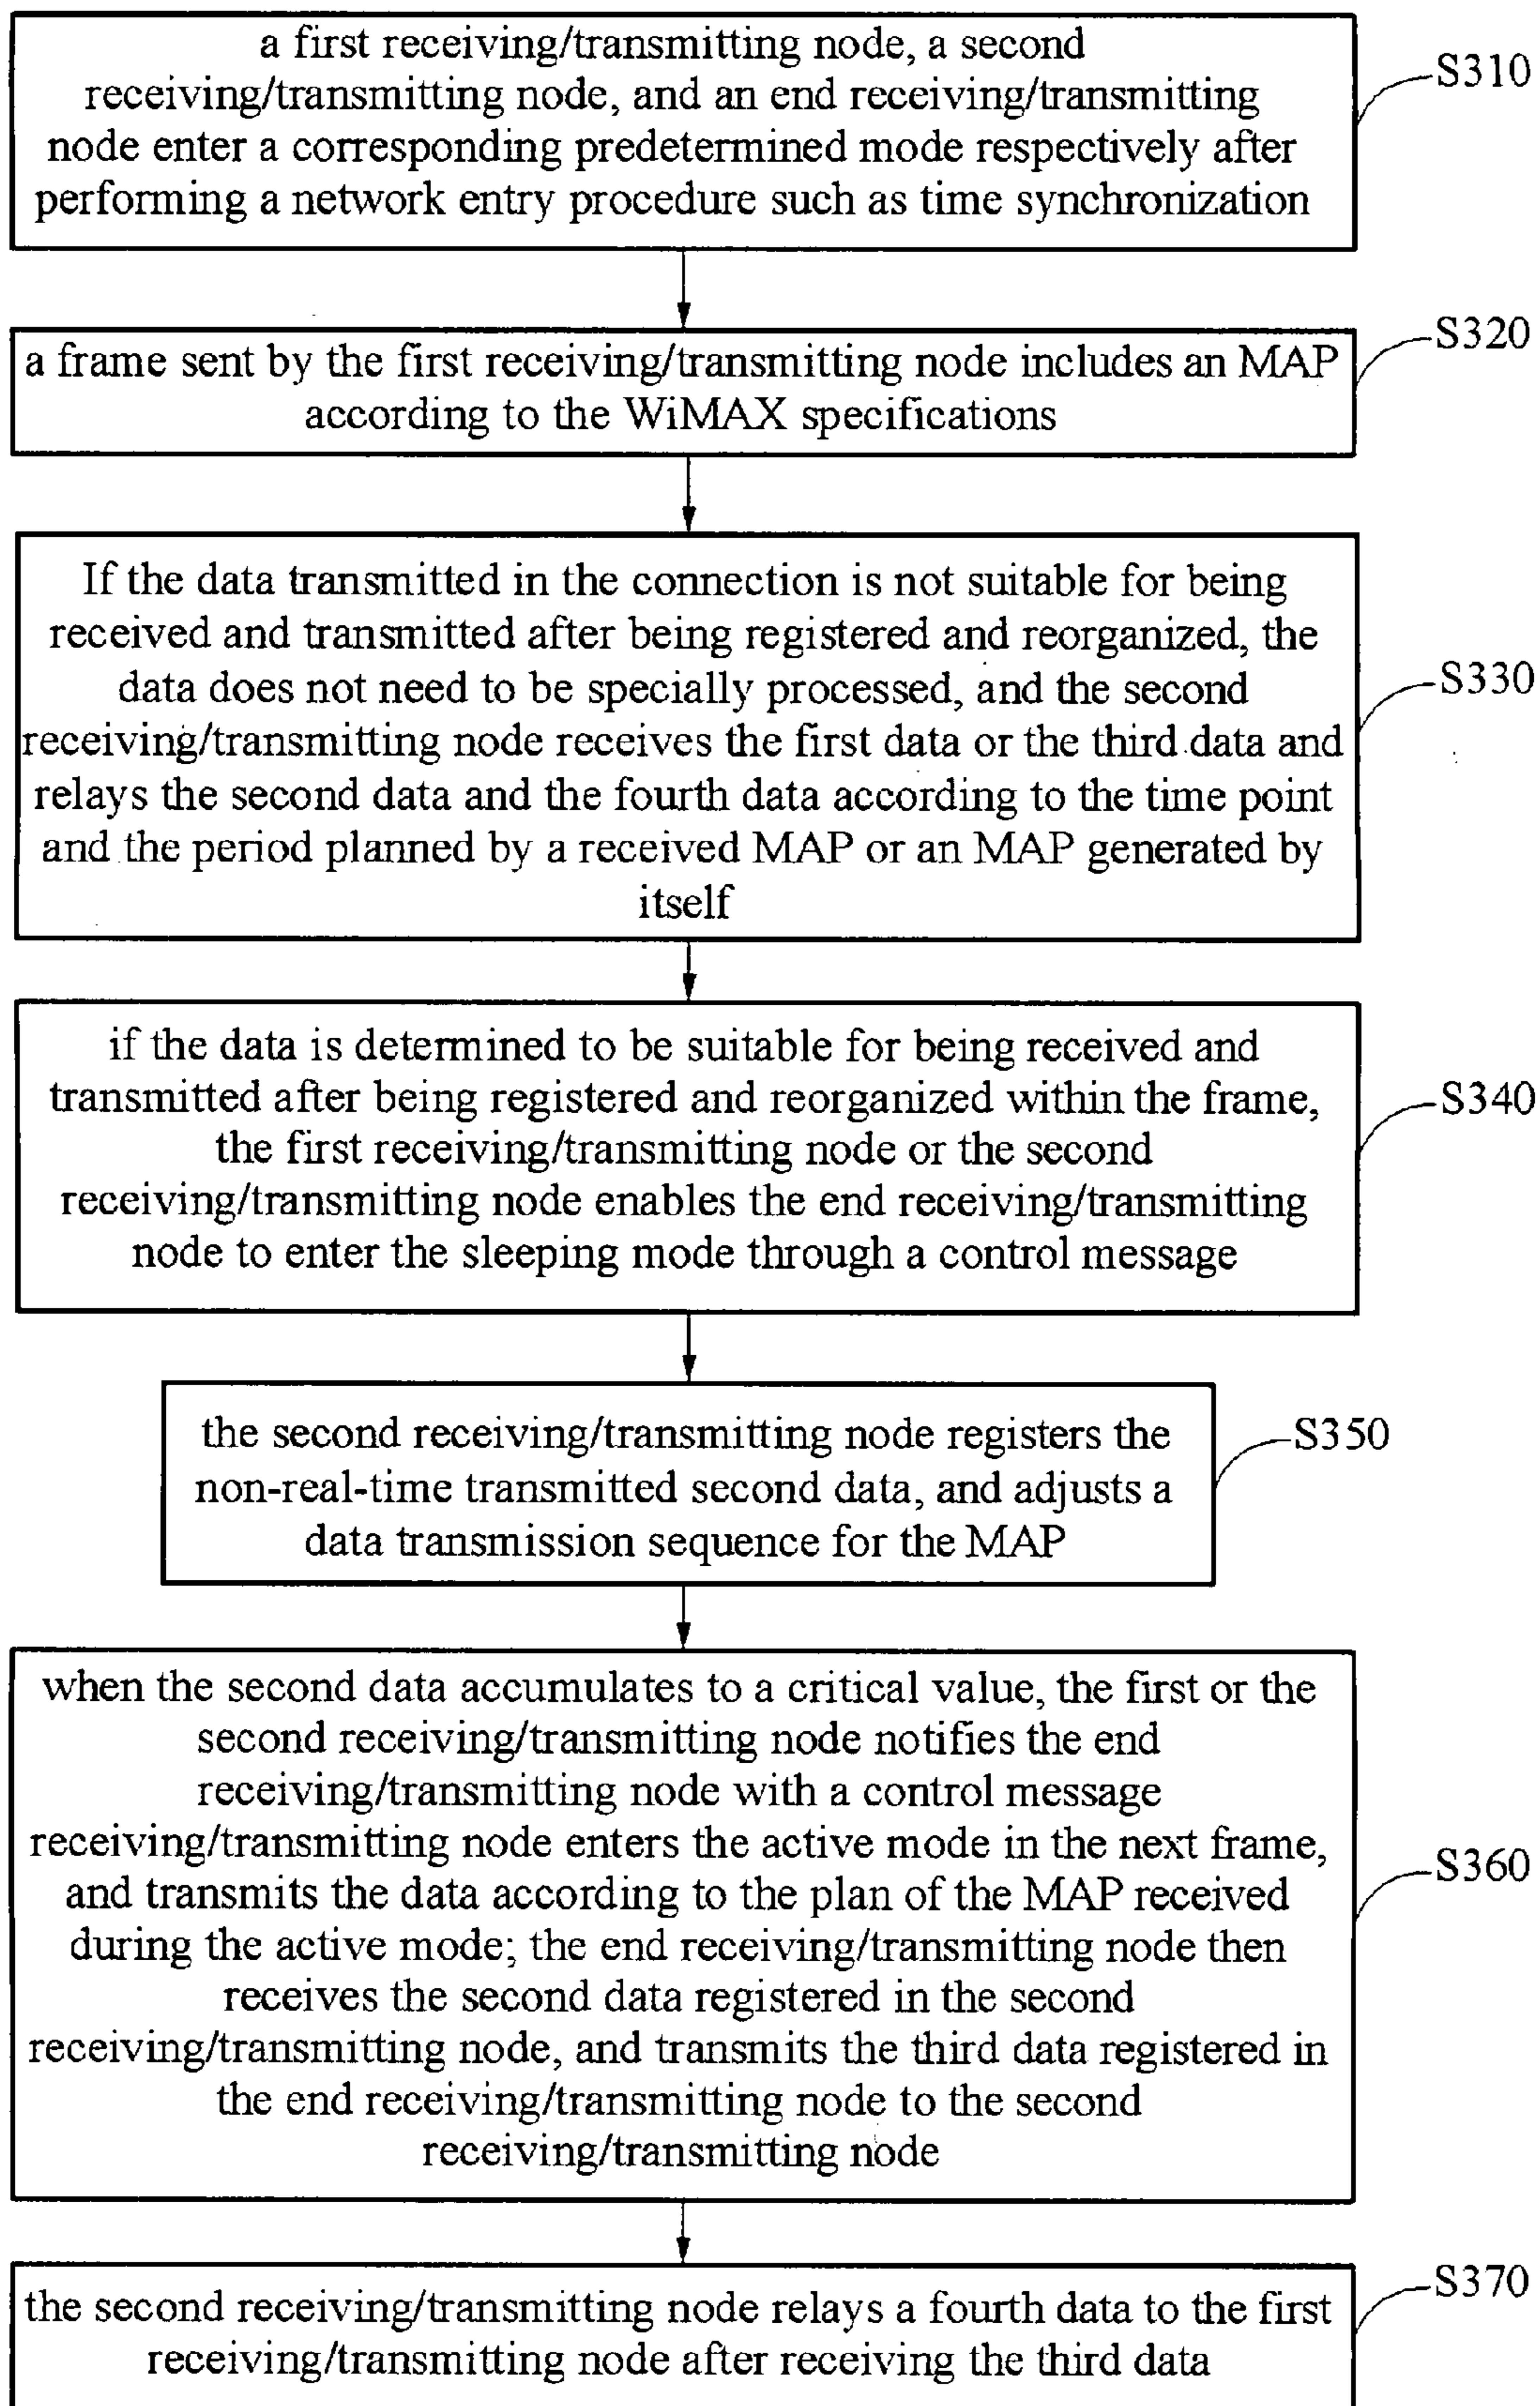 a first receiving/transmitting node, a second
receiving/transmitting node, and an end receiving/transmitting
node enter a corresponding predetermined mode respectively after
performing a network entry procedure such as time synchronization
S310
a frame sent by the first receiving/transmitting node includes an MAP
according to the WiMAX specifications
S320
If the data transmitted in the connection is not suitable for being
received and transmitted after being registered and reorganized, the
data does not need to be specially processed, and the second
receiving/transmitting node receives the first data or the third data and
relays the second data and the fourth data according to the time point
and the period planned by a received MAP or an MAP generated by
itself
S330
if the data is determined to be suitable for being received and
transmitted after being registered and reorganized within the frame,
the first receiving/transmitting node or the second
receiving/transmitting node enables the end receiving/transmitting
node to enter the sleeping mode through a control message
S340
the second receiving/transmitting node registers the
non-real-time transmitted second data, and adjusts a
data transmission sequence for the MAP
S350
when the second data accumulates to a critical value, the first or the
second receiving/transmitting node notifies the end
receiving/transmitting node with a control message
receiving/transmitting node enters the active mode in the next frame,
and transmits the data according to the plan of the MAP received
during the active mode; the end receiving/transmitting node then
receives the second data registered in the second
receiving/transmitting node, and transmits the third data registered in
the end receiving/transmitting node to the second
receiving/transmitting node
S360
the second receiving/transmitting node relays a fourth data to the first
receiving/transmitting node after receiving the third data
S370